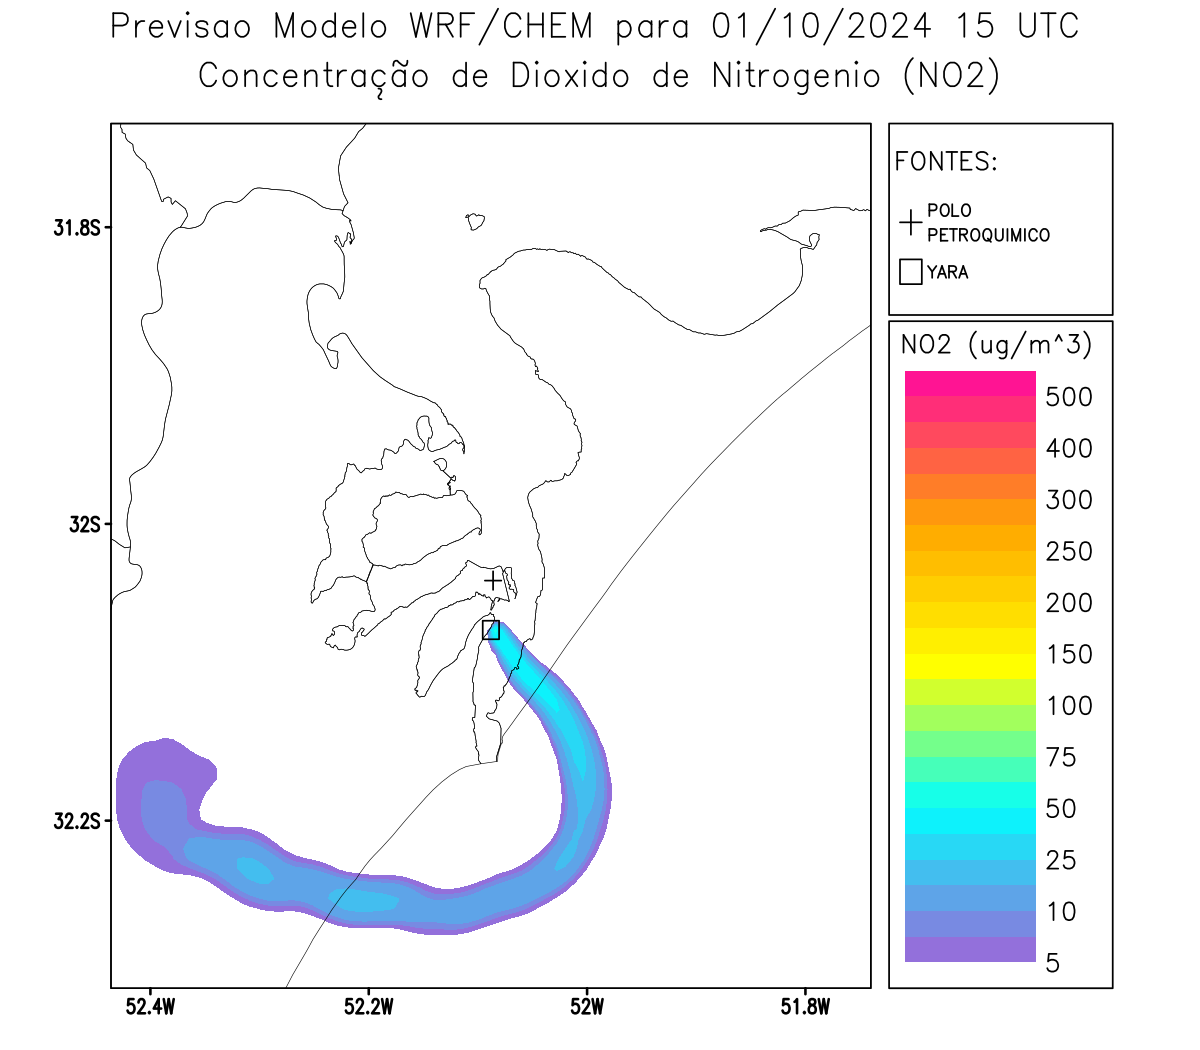 Previsao Modelo WRF/CHEM para 01/10/2024 15 UTC
Concentração de Dioxido de Nitrogenio (NO2)
FONTES:
POLO
PETROQUIMICO
YARA
NO2 (ug/m^3)
500
400
300
250
200
150
100
75
50
25
10
5
31.8S
32S
32.2S
52.4W
52.2W
52W
51.8W